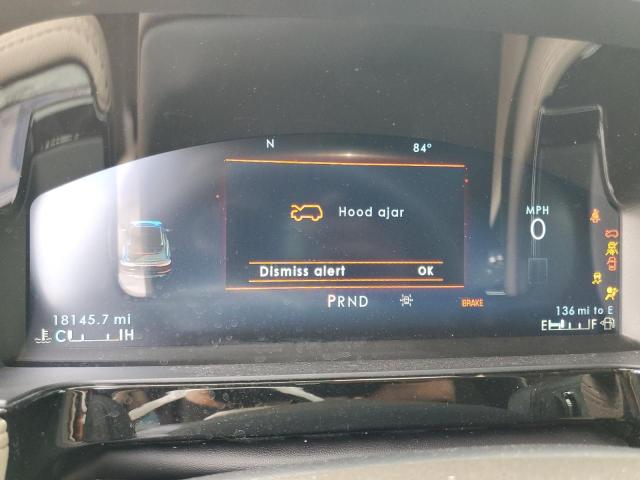 N 84°
Hood ajar
MPH
0
Dismiss alert OK
PRND BRAKE
18145.7 mi 136 mi to E
C H E F